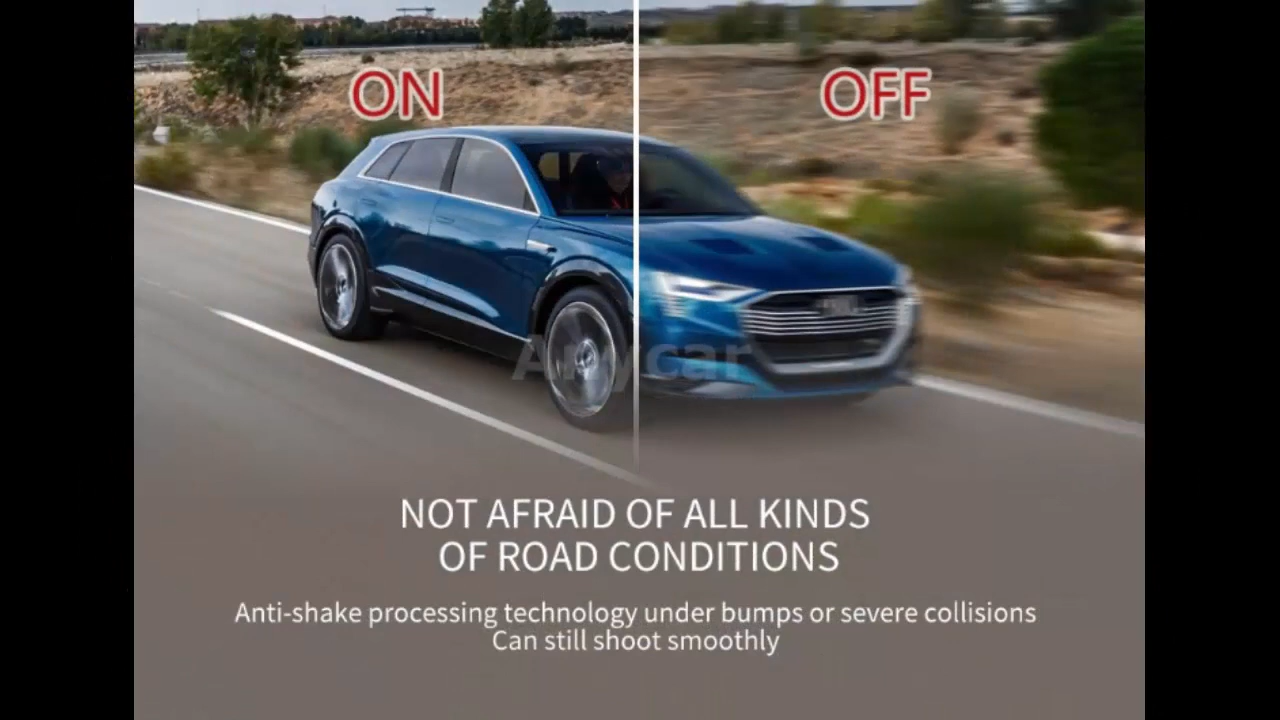 ON
OFF
Anycar
NOT AFRAID OF ALL KINDS
OF ROAD CONDITIONS
Anti-shake processing technology under bumps or severe collisions
Can still shoot smoothly